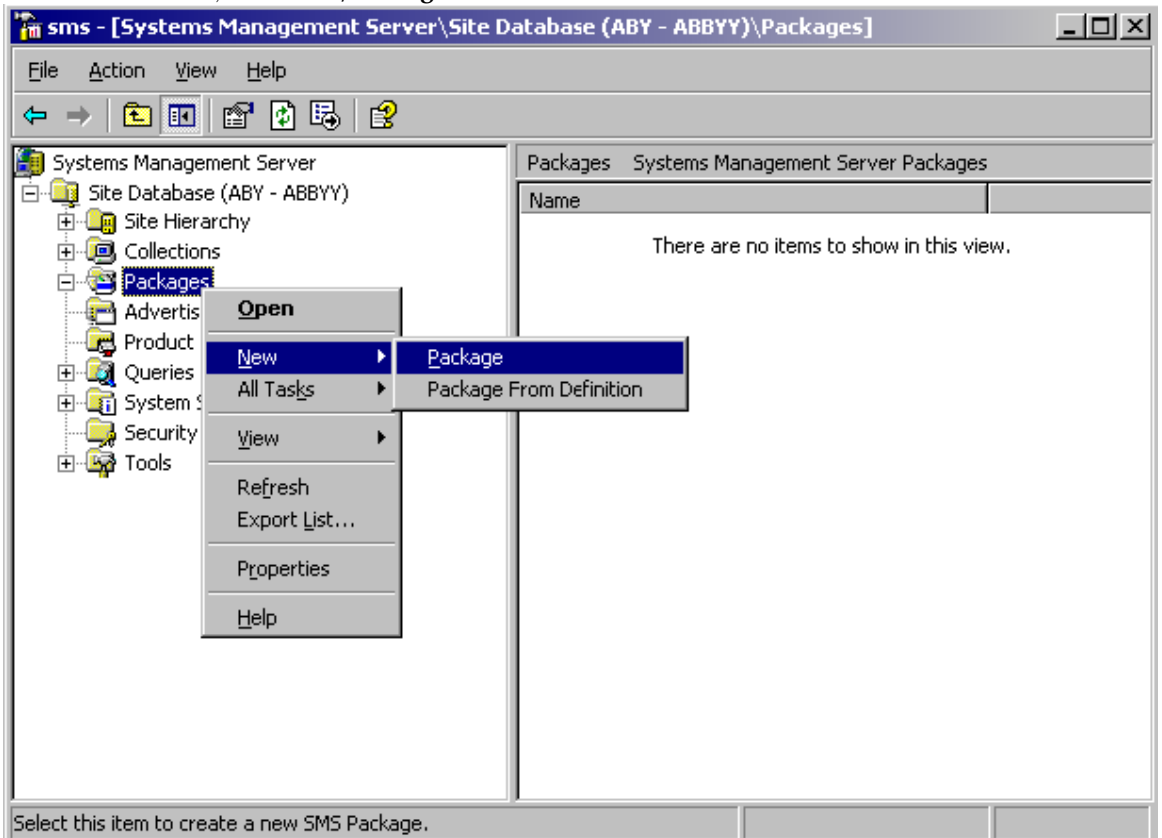 sms - [Systems Management Server\Site Database (ABY - ABBYY)\Packages]
File Action View Help
Systems Management Server
Site Database (ABY - ABBYY)
Site Hierarchy
Collections
Packages
Advertis
Product
Queries
System S
Security
Tools
Open
New
All Tasks
View
Refresh
Export List...
Properties
Help
Package
Package From Definition
Packages Systems Management Server Packages
Name
There are no items to show in this view.
Select this item to create a new SMS Package.